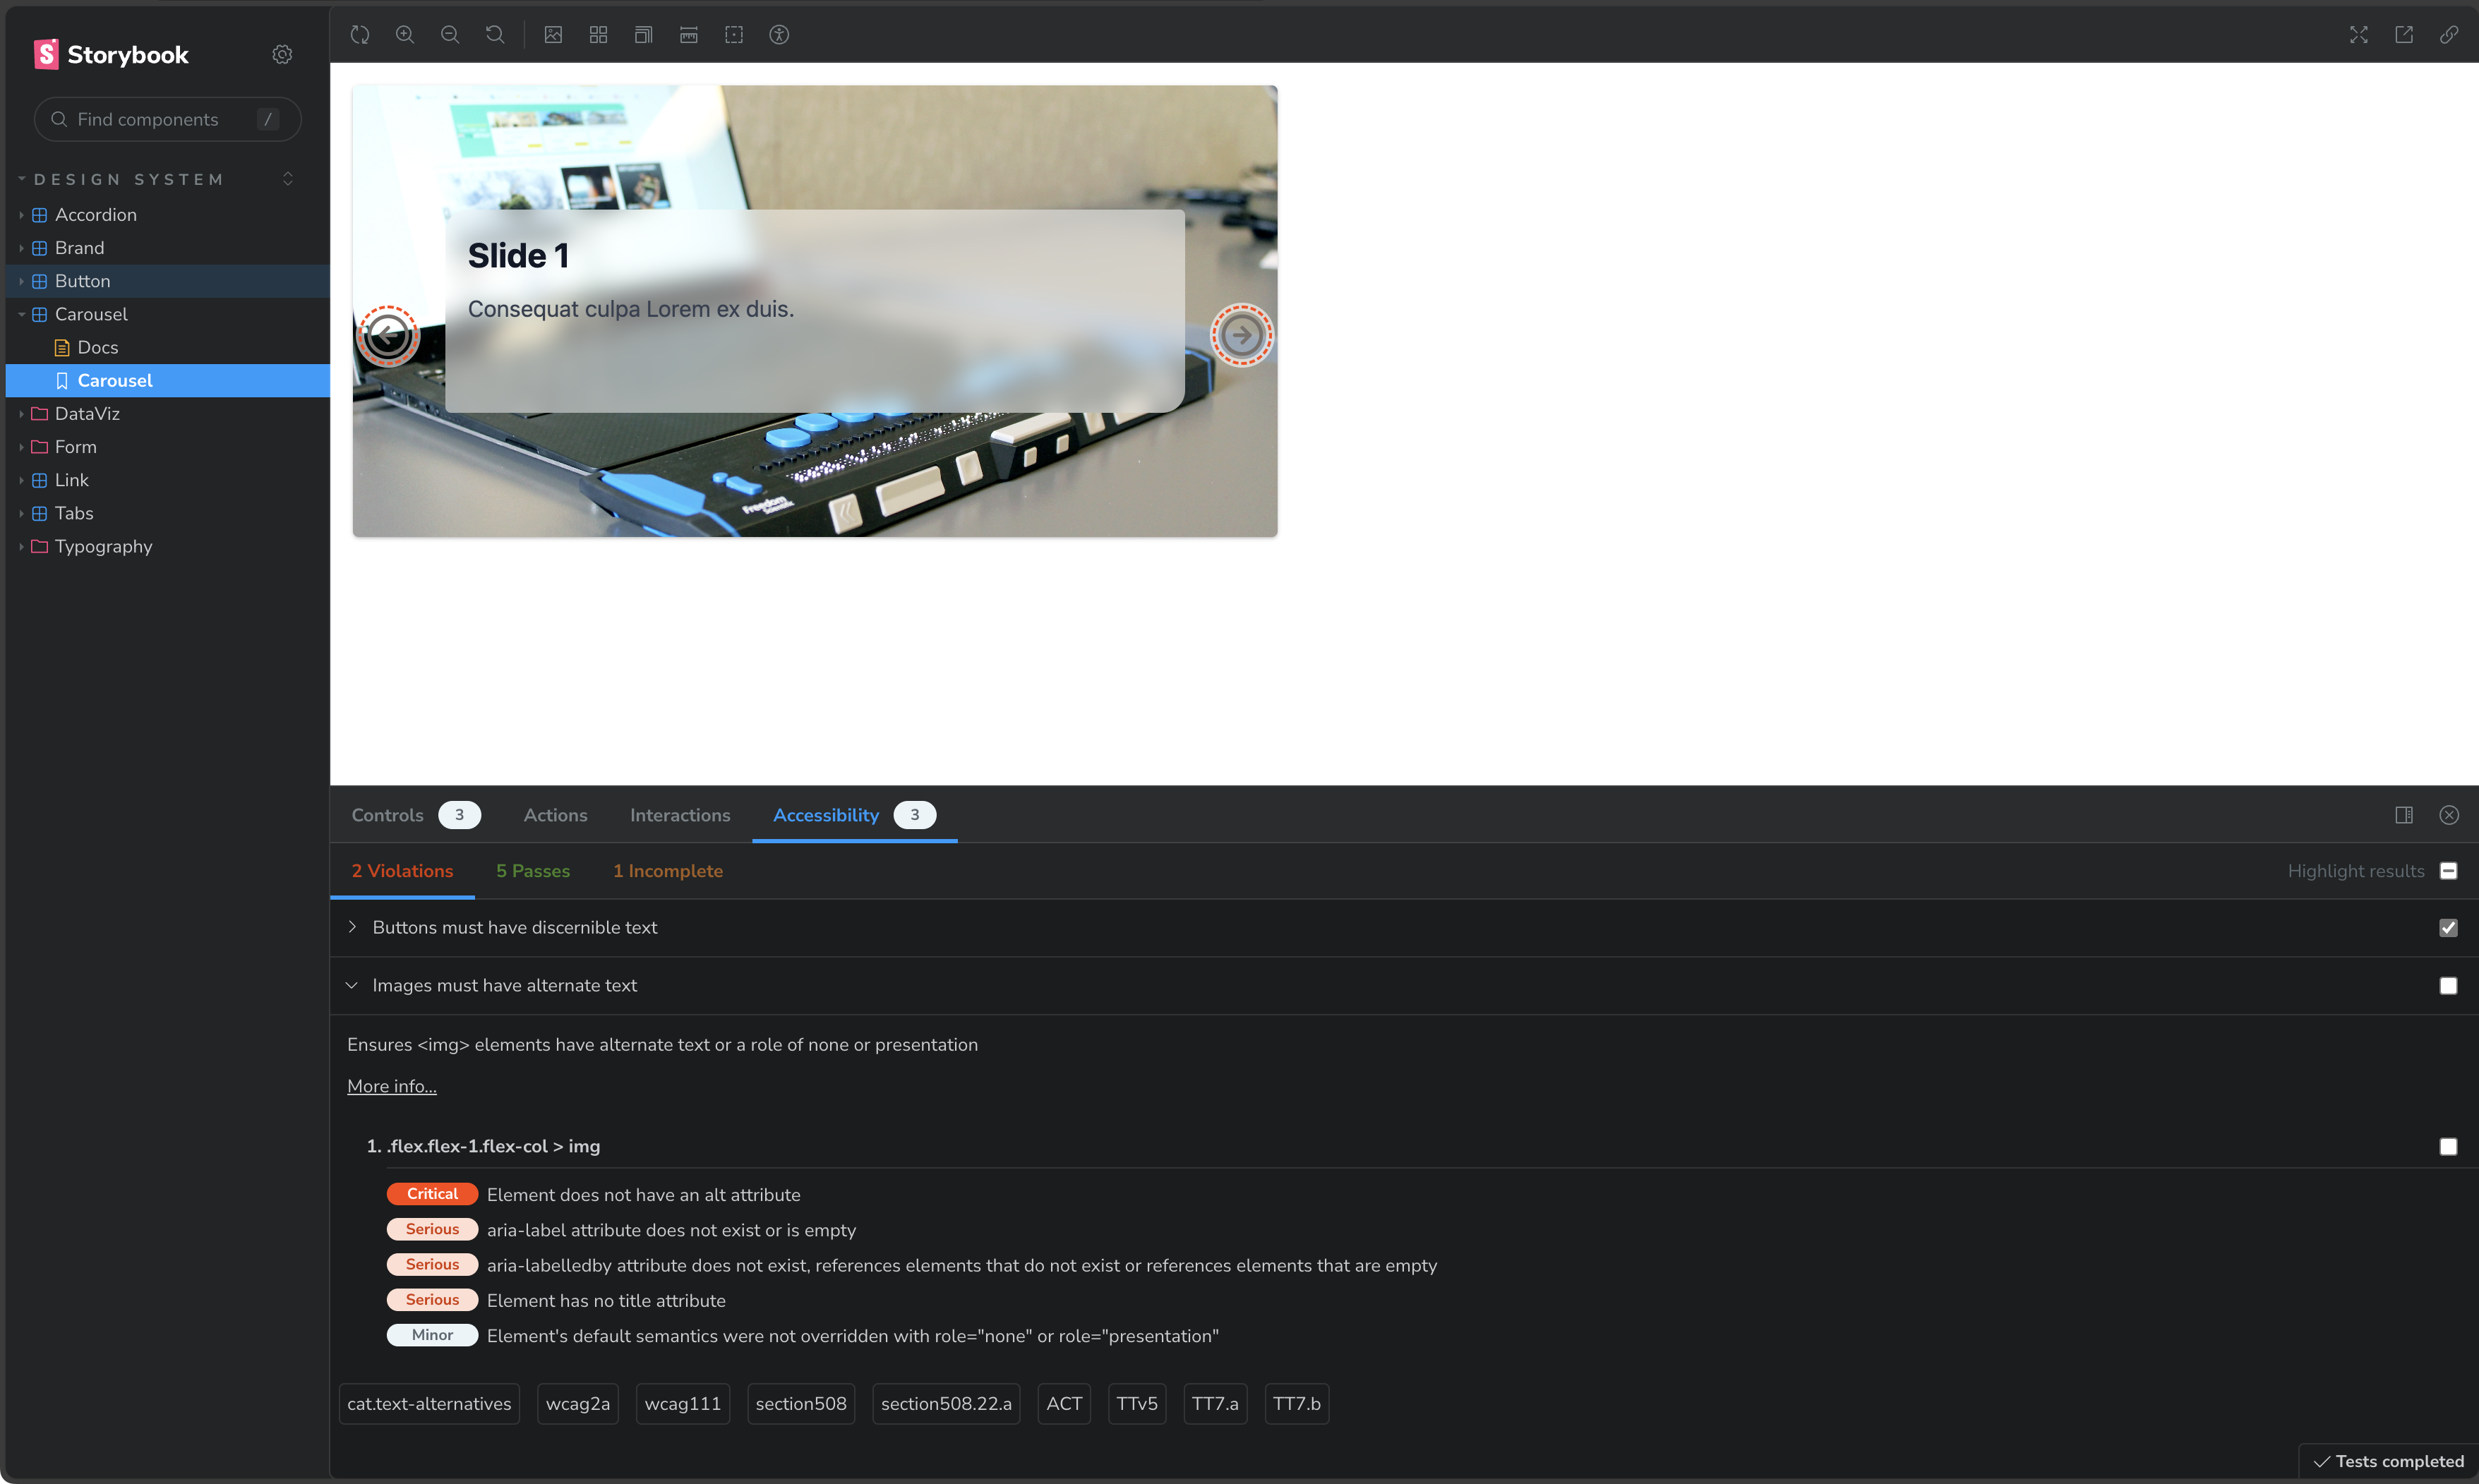 Storybook
Find components /
DESIGN SYSTEM
Accordion
Brand
Button
Carousel
Docs
Carousel
DataViz
Form
Link
Tabs
Typography
Slide 1
Consequat culpa Lorem ex duis.
Freedom
Controls 3 Actions Interactions Accessibility 3
2 Violations 5 Passes 1 Incomplete Highlight results
Buttons must have discernible text
Images must have alternate text
Ensures <img> elements have alternate text or a role of none or presentation
More info...
1. .flex.flex-1.flex-col > img
Critical Element does not have an alt attribute
Serious aria-label attribute does not exist or is empty
Serious aria-labelledby attribute does not exist, references elements that do not exist or references elements that are empty
Serious Element has no title attribute
Minor Element's default semantics were not overridden with role="none" or role="presentation"
cat.text-alternatives wcag2a wcag111 section508 section508.22.a ACT TTv5 TT7.a TT7.b
Tests completed